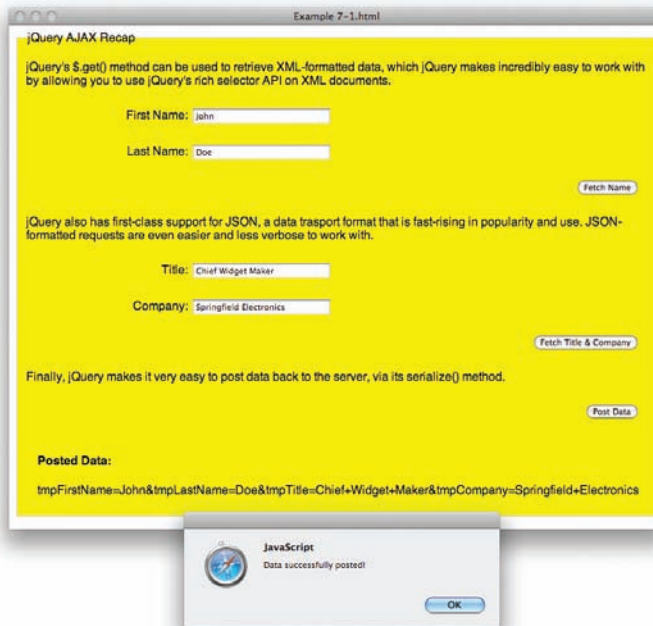 Example 7-1.html
jQuery AJAX Recap
jQuery's $.get() method can be used to retrieve XML-formatted data, which jQuery makes incredibly easy to work with
by allowing you to use jQuery's rich selector API on XML documents.
First Name: John
Last Name: Doe
Fetch Name
jQuery also has first-class support for JSON, a data trasport format that is fast-rising in popularity and use. JSON-
formatted requests are even easier and less verbose to work with.
Title: Chief Widget Maker
Company: Springfield Electronics
Fetch Title & Company
Finally, jQuery makes it very easy to post data back to the server, via its serialize() method.
Post Data
Posted Data:
tmpFirstName=John&tmpLastName=Doe&tmpTitle=Chief+Widget+Maker&tmpCompany=Springfield+Electronics
JavaScript
Data successfully posted!
OK